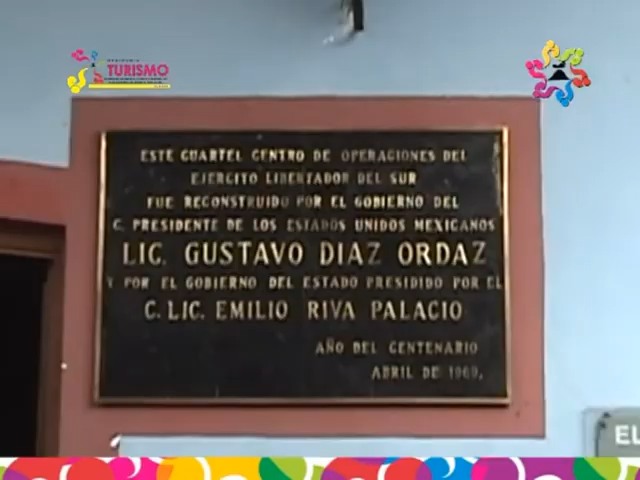 TURISMO
ESTE CUARTEL CENTRO DE OPERACIONES DEL
EJERCITO LIBERTADOR DEL SUR
FUE RECONSTRUIDO POR EL GOBIERNO DEL
C. PRESIDENTE DE LOS ESTADOS UNIDOS MEXICANOS
LIC. GUSTAVO DIAZ ORDAZ
Y POR EL GOBIERNO DEL ESTADO PRESIDIDO POR EL
C. LIC. EMILIO RIVA PALACIO
AÑO DEL CENTENARIO
ABRIL DE 1969.
EL